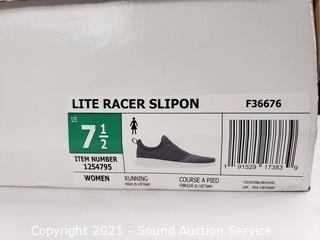 LITE RACER SLIPON
F36676
US
7 1/2
ITEM NUMBER
1254795
WOMEN
RUNNING
MADE IN VIETNAM
COURSE A PIED
FABRIQUÉ AU VIETNAM
1 91529 17383 9
Copyright 2021 - Sound Auction Service